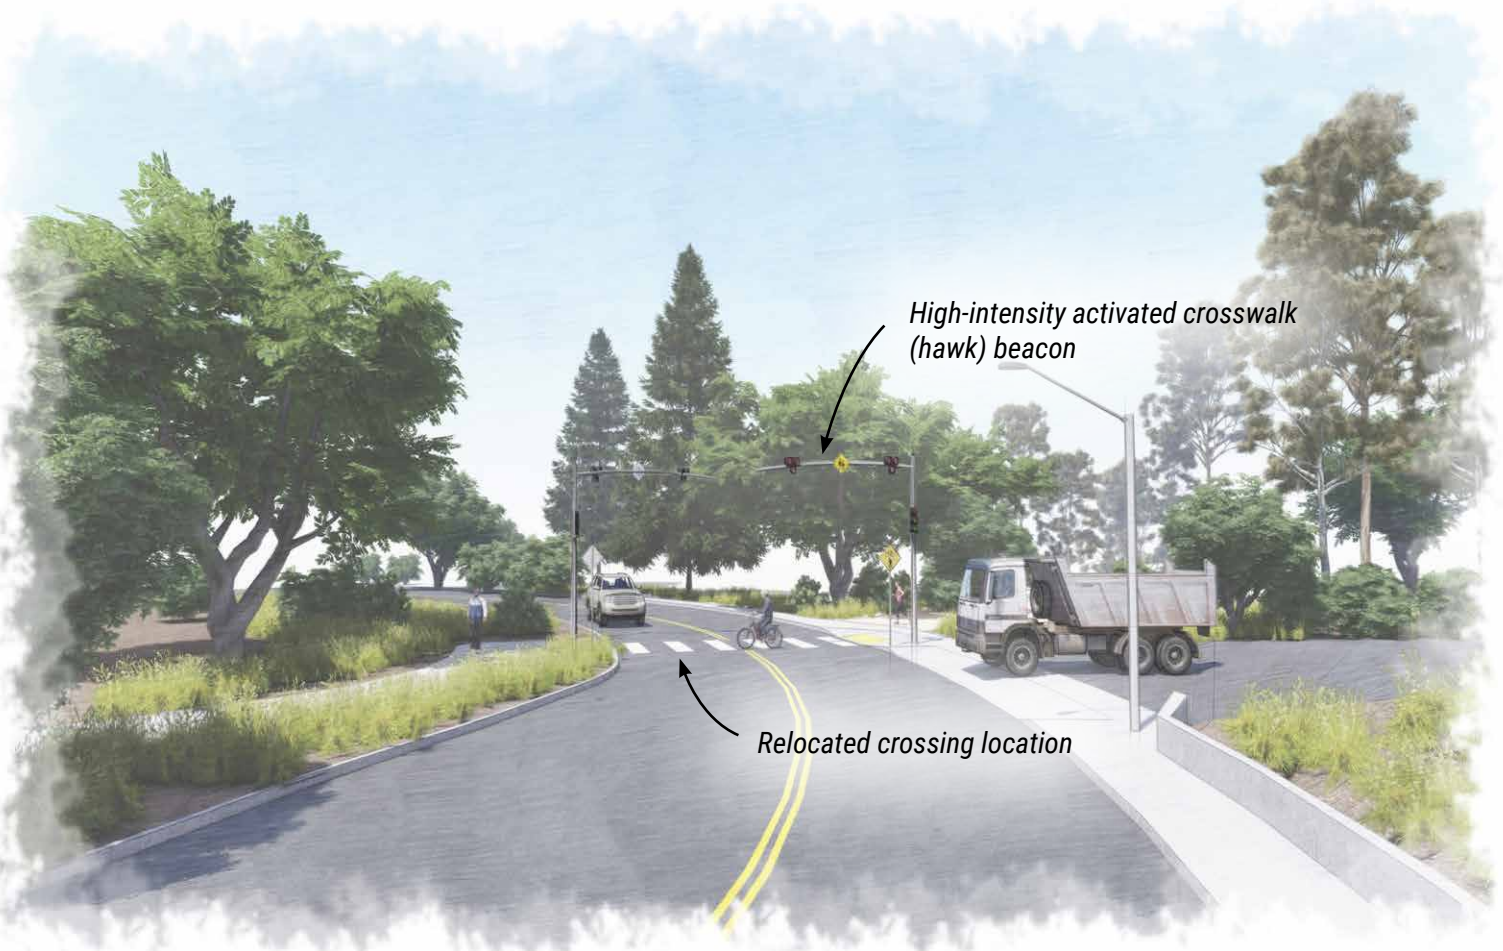 High-intensity activated crosswalk
(hawk) beacon
Relocated crossing location